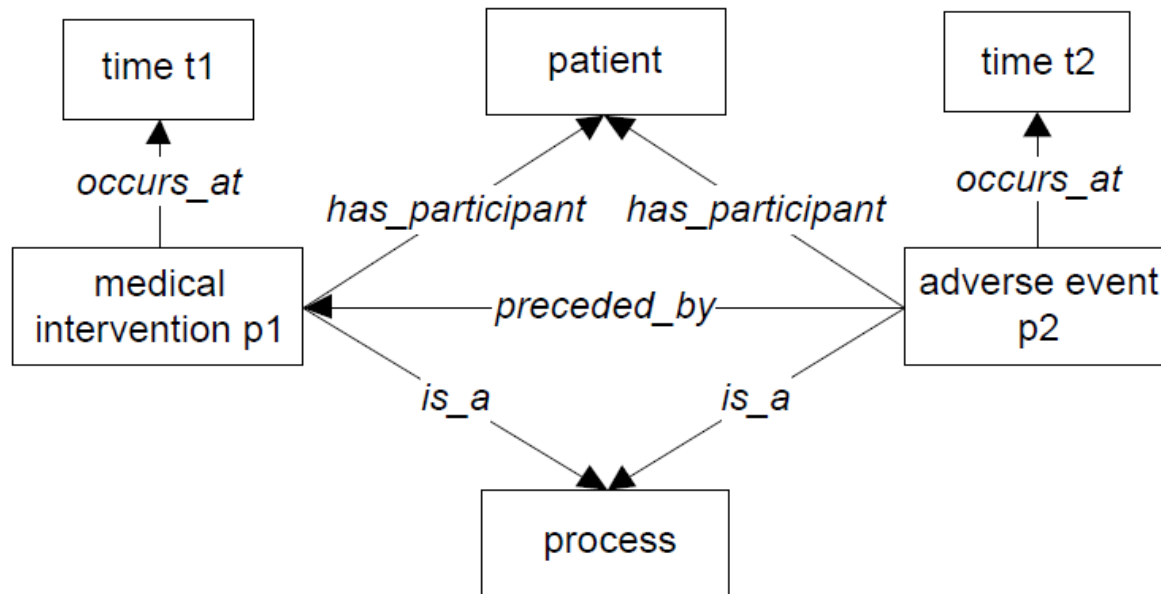 time t1
patient
time t2
occurs_at
occurs_at
has_participant
has_participant
medical
intervention p1
preceded_by
adverse event
p2
is_a
is_a
process